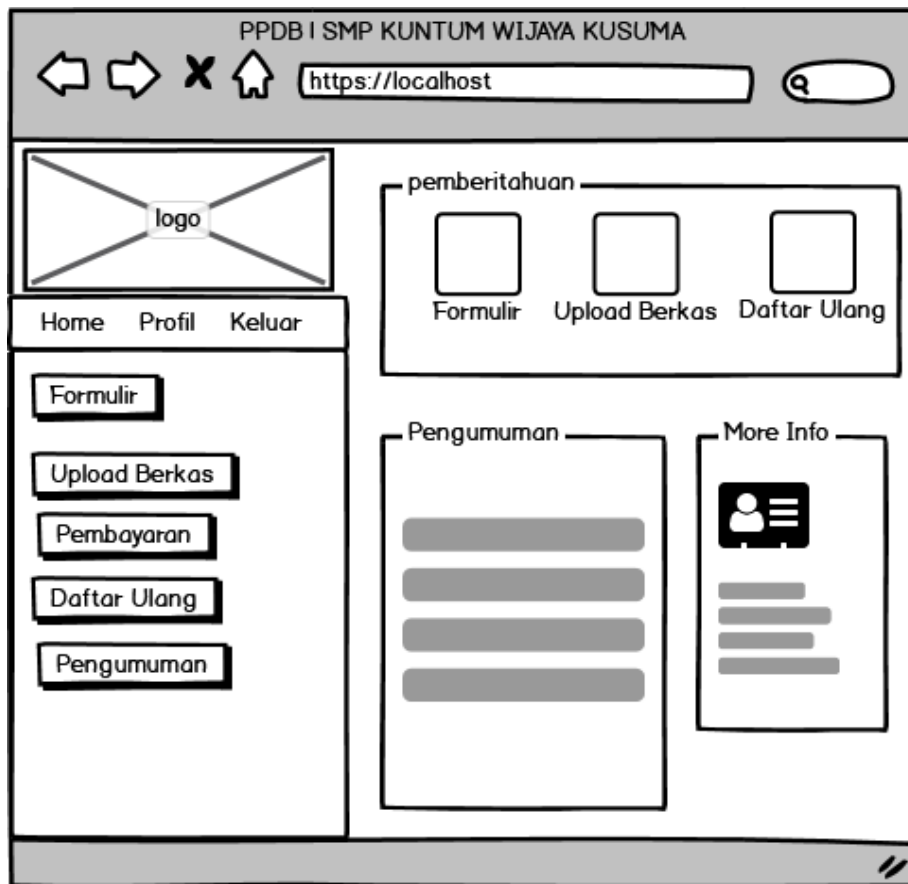 PPDB | SMP KUNTUM WIJAYA KUSUMA
https://localhost
logo
Home Profil Keluar
Formulir
Upload Berkas
Pembayaran
Daftar Ulang
Pengumuman
pemberitahuan
Formulir Upload Berkas Daftar Ulang
Pengumuman
More Info